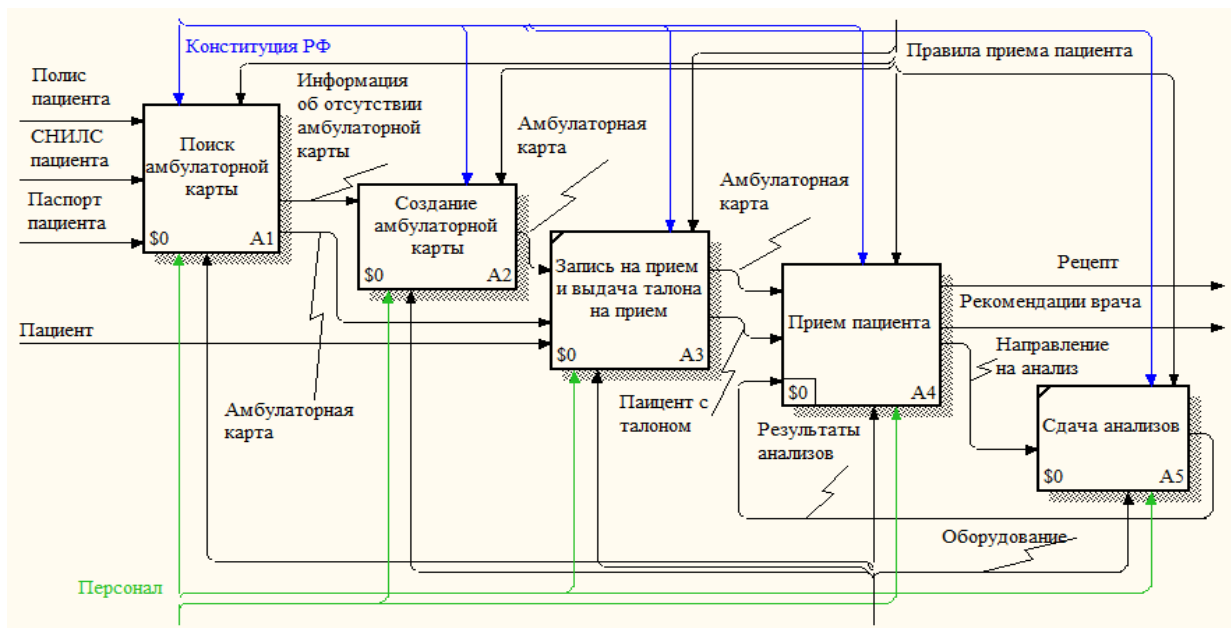 Конституция РФ
Правила приема пациента
Полис
пациента
СНИЛС
пациента
Паспорт
пациента
Поиск
амбулаторной
карты
$0
A1
Информация
об отсутствии
амбулаторной
карты
Создание
амбулаторной
карты
$0
A2
Амбулаторная
карта
Запись на прием
и выдача талона
на прием
$0
A3
Амбулаторная
карта
Прием пациента
$0
A4
Рецепт
Рекомендации врача
Направление
на анализ
Сдача анализов
$0
A5
Пациент
Амбулаторная
карта
Паицент с
талоном
Результаты
анализов
Оборудование
Персонал